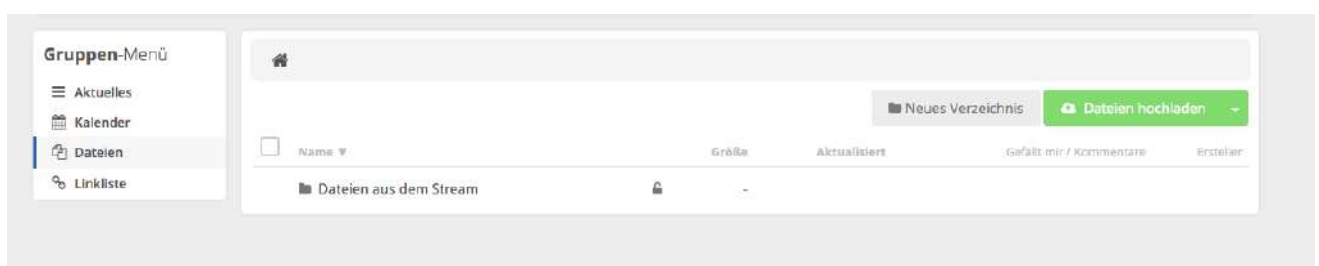 Gruppen-Menü
Aktuelles
Kalender
Dateien
Linkliste
Neues Verzeichnis
Dateien hochladen
Name ▼ Größe Aktualisiert Gefällt mir / Kommentare Ersteller
Dateien aus dem Stream -